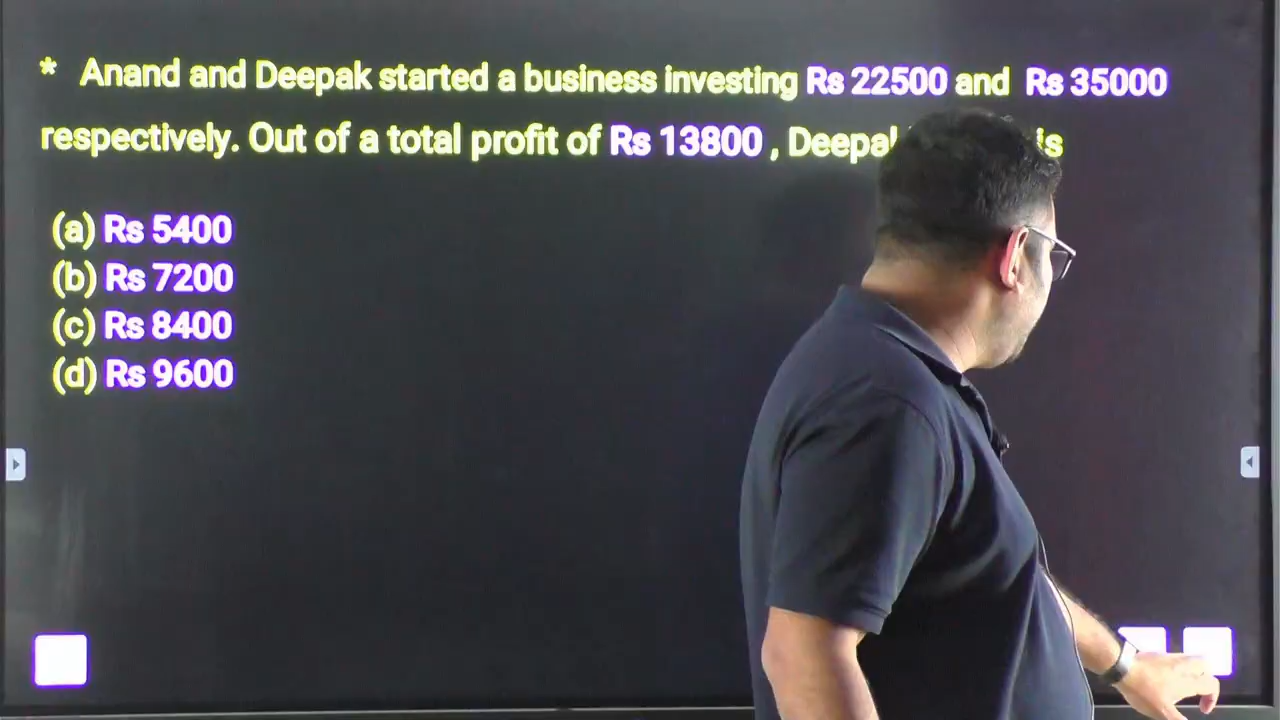 * Anand and Deepak started a business investing Rs 22500 and Rs 35000
respectively. Out of a total profit of Rs 13800 , is
(a) Rs 5400
(b) Rs 7200
(c) Rs 8400
(d) Rs 9600